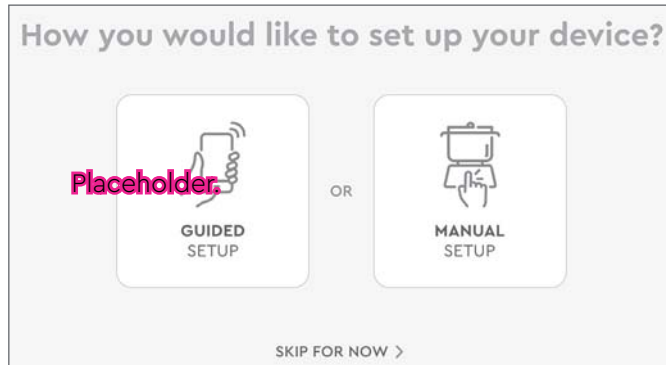 How you would like to set up your device?
Placeholder.
OR
GUIDED
SETUP
MANUAL
SETUP
SKIP FOR NOW >